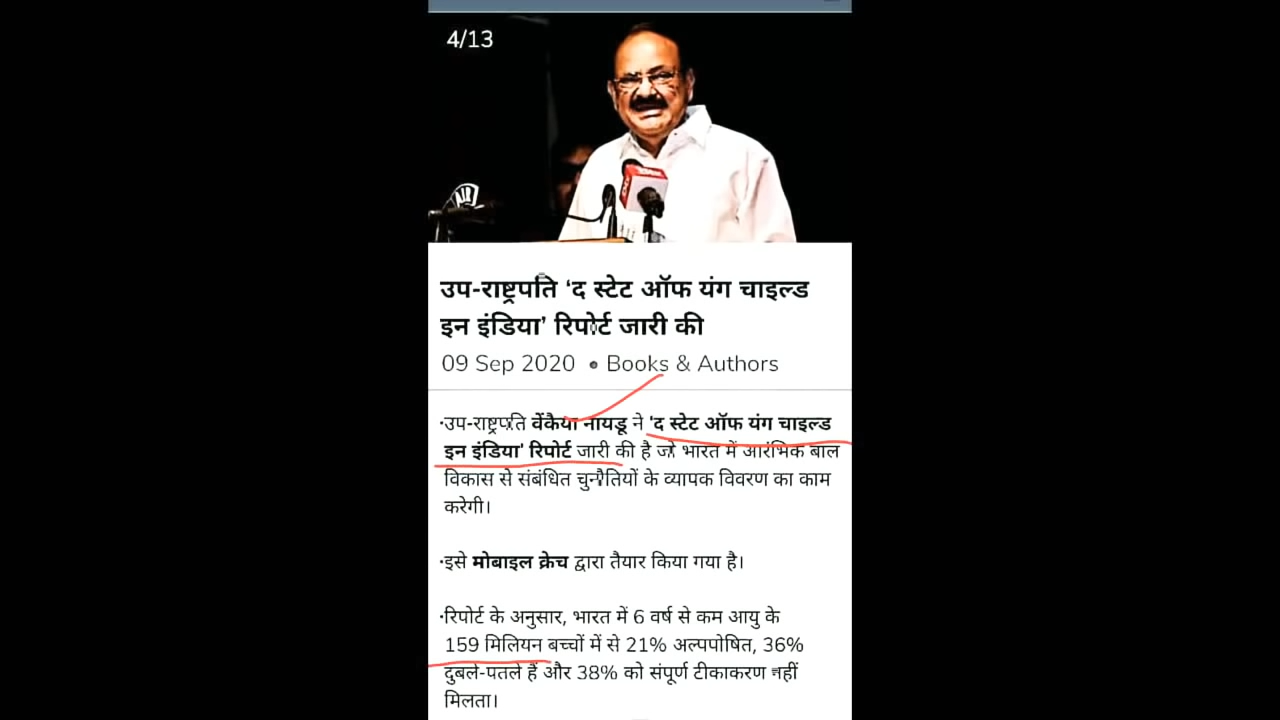 4/13
AIR
उप-राष्ट्रपति ‘द स्टेट ऑफ यंग चाइल्ड
इन इंडिया’ रिपोर्ट जारी की
09 Sep 2020 • Books & Authors
·उप-राष्ट्रपति वेंकैया नायडू ने ‘द स्टेट ऑफ यंग चाइल्ड
इन इंडिया’ रिपोर्ट जारी की है जो भारत में आरंभिक बाल
विकास से संबंधित चुनौतियों के व्यापक विवरण का काम
करेगी।
·इसे मोबाइल क्रेच द्वारा तैयार किया गया है।
·रिपोर्ट के अनुसार, भारत में 6 वर्ष से कम आयु के
159 मिलियन बच्चों में से 21% अल्पपोषित, 36%
दुबले-पतले हैं और 38% को संपूर्ण टीकाकरण नहीं
मिलता।